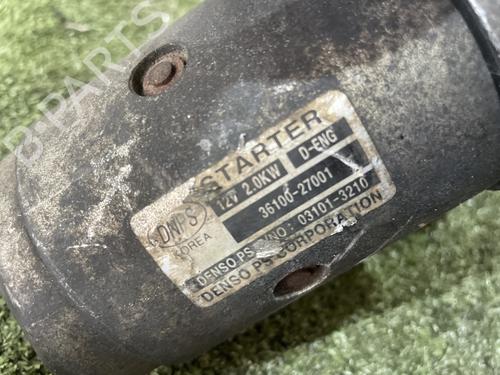 B-PARTS
STARTER
12V 2.0KW D-ENG
36100-27001
DNPS
KOREA
DENSO PS NO: 03101-3210
DENSO PS CORPORATION